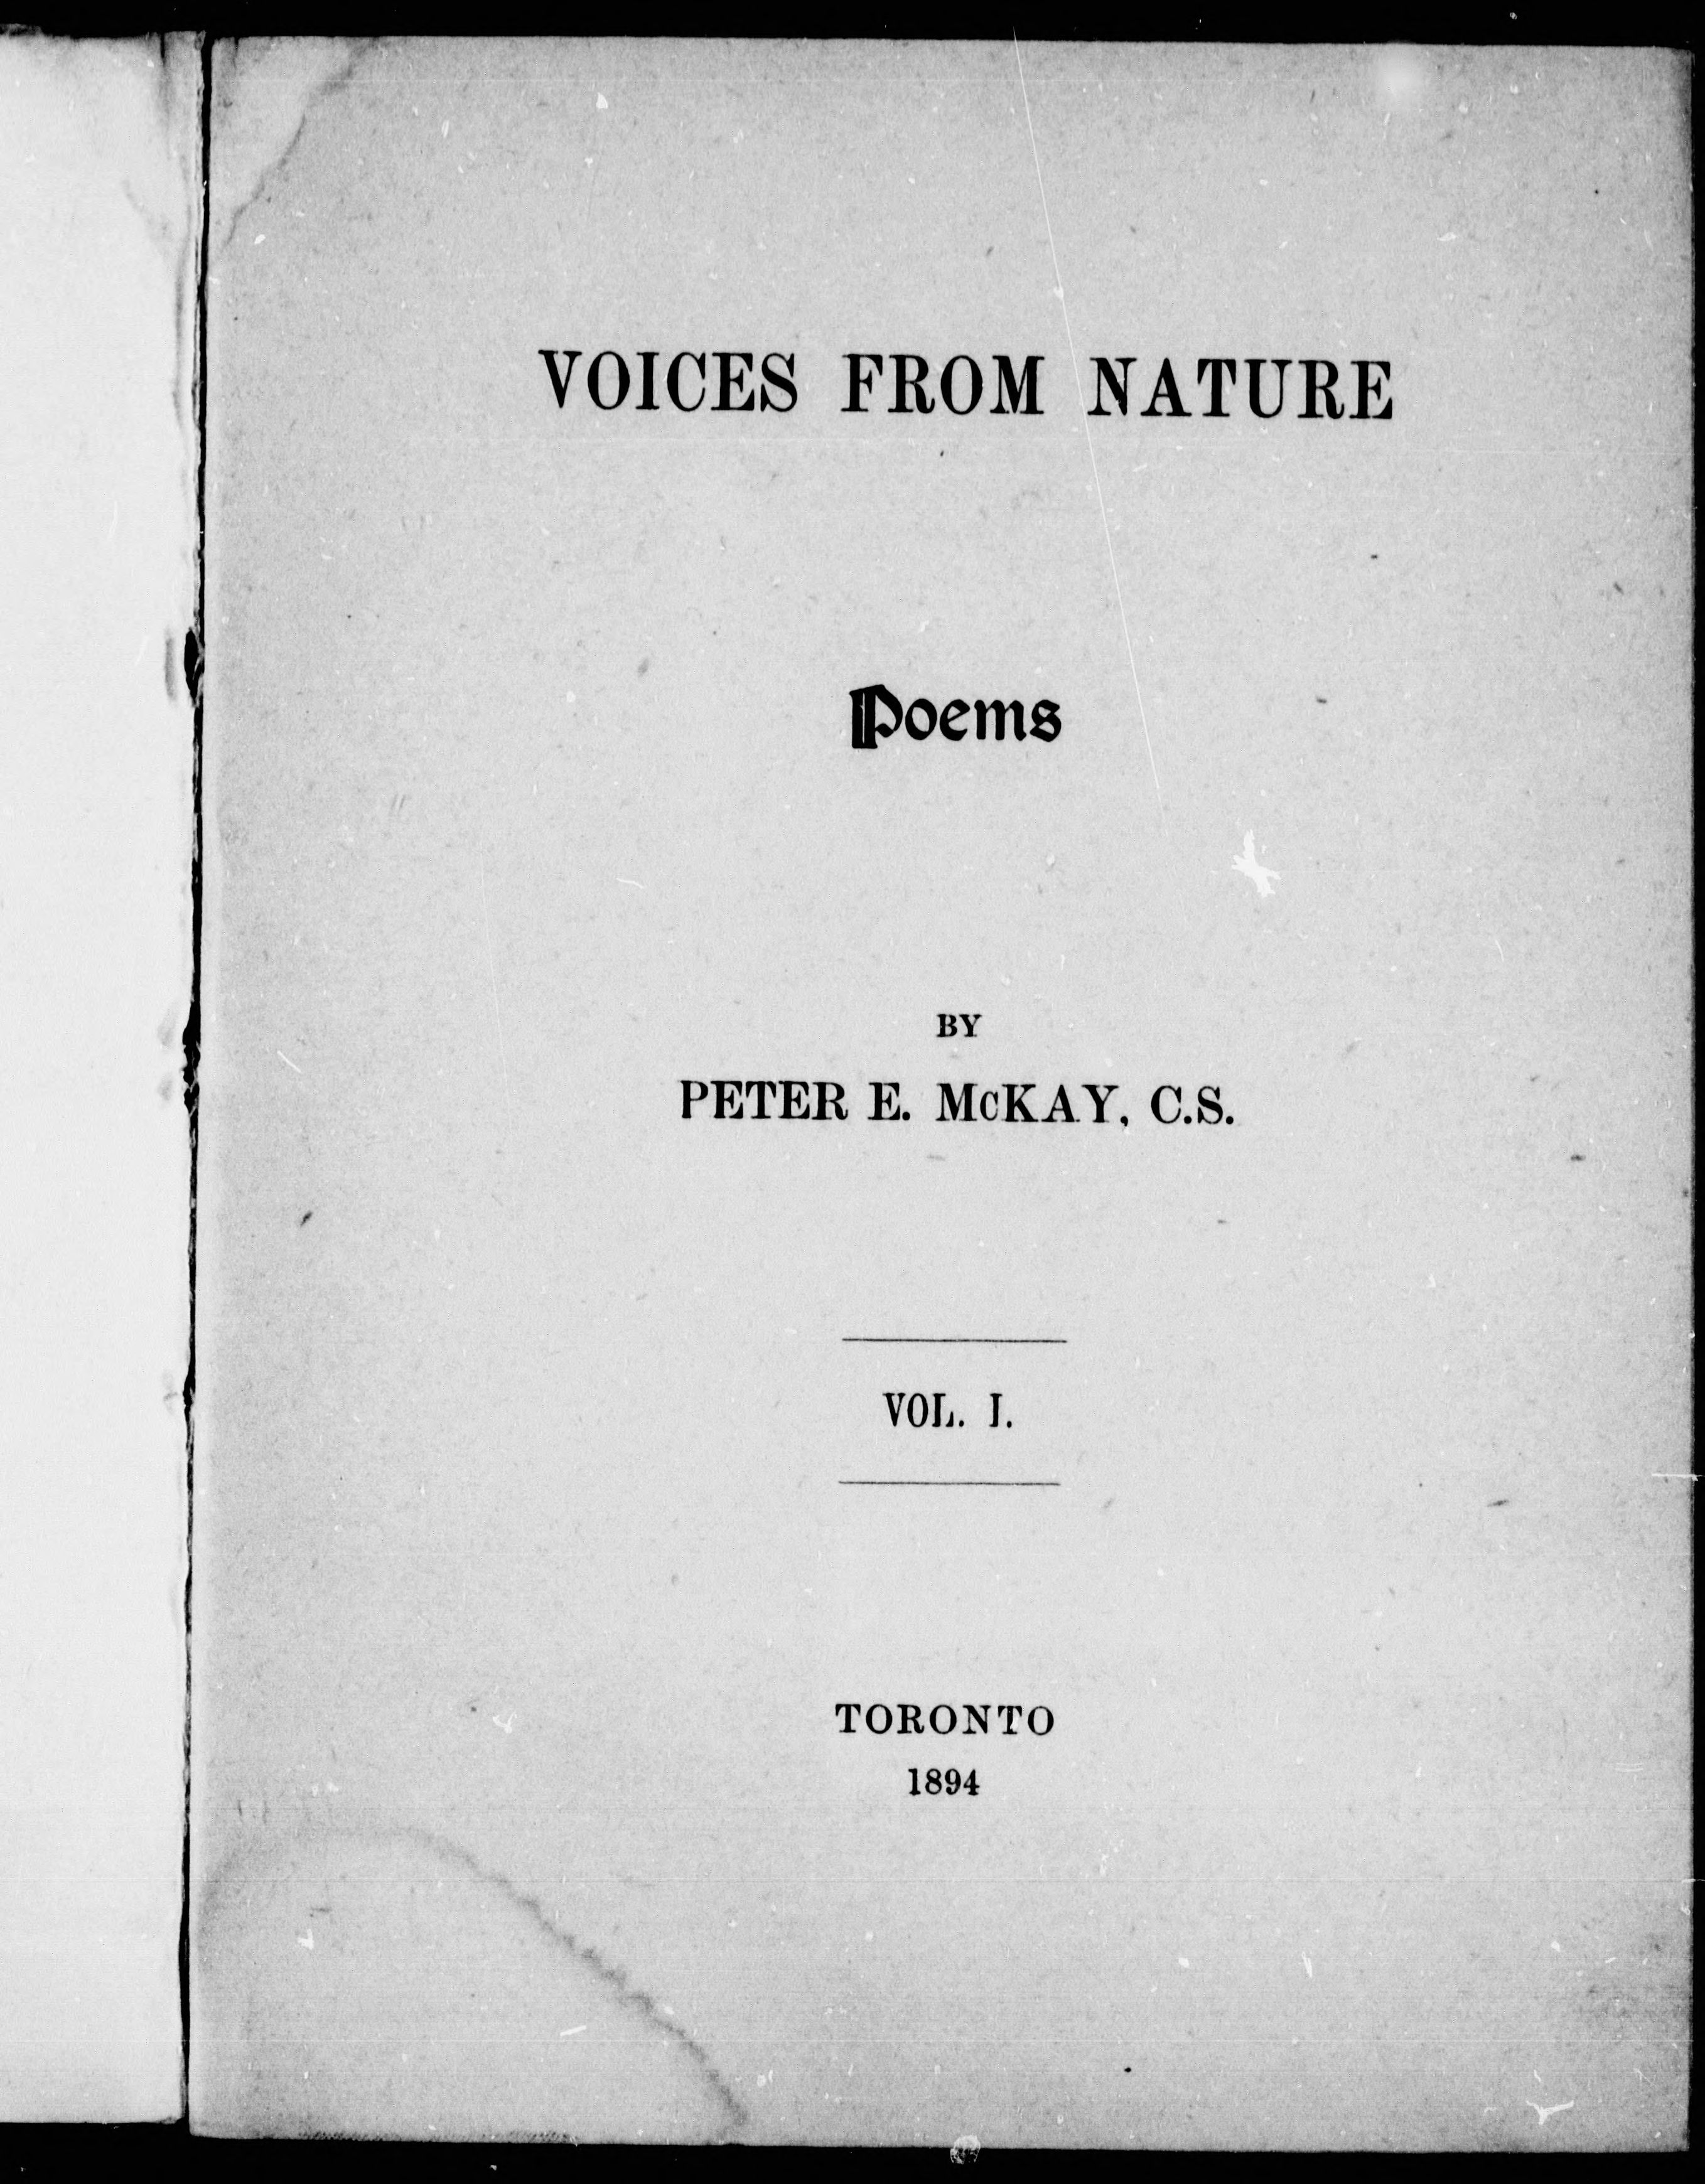 VOICES FROM NATURE
Poems
BY
PETER E. McKAY, C.S.
VOL. I.
TORONTO
1894